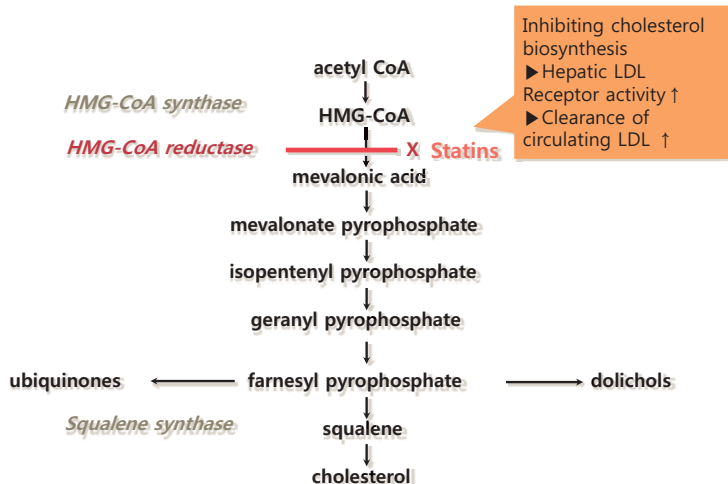 Inhibiting cholesterol
biosynthesis
▶Hepatic LDL
Receptor activity↑
▶Clearance of
circulating LDL ↑
acetyl CoA
HMG-CoA synthase
HMG-CoA
HMG-CoA reductase
X Statins
mevalonic acid
mevalonate pyrophosphate
isopentenyl pyrophosphate
geranyl pyrophosphate
ubiquinones farnesyl pyrophosphate dolichols
Squalene synthase
squalene
cholesterol